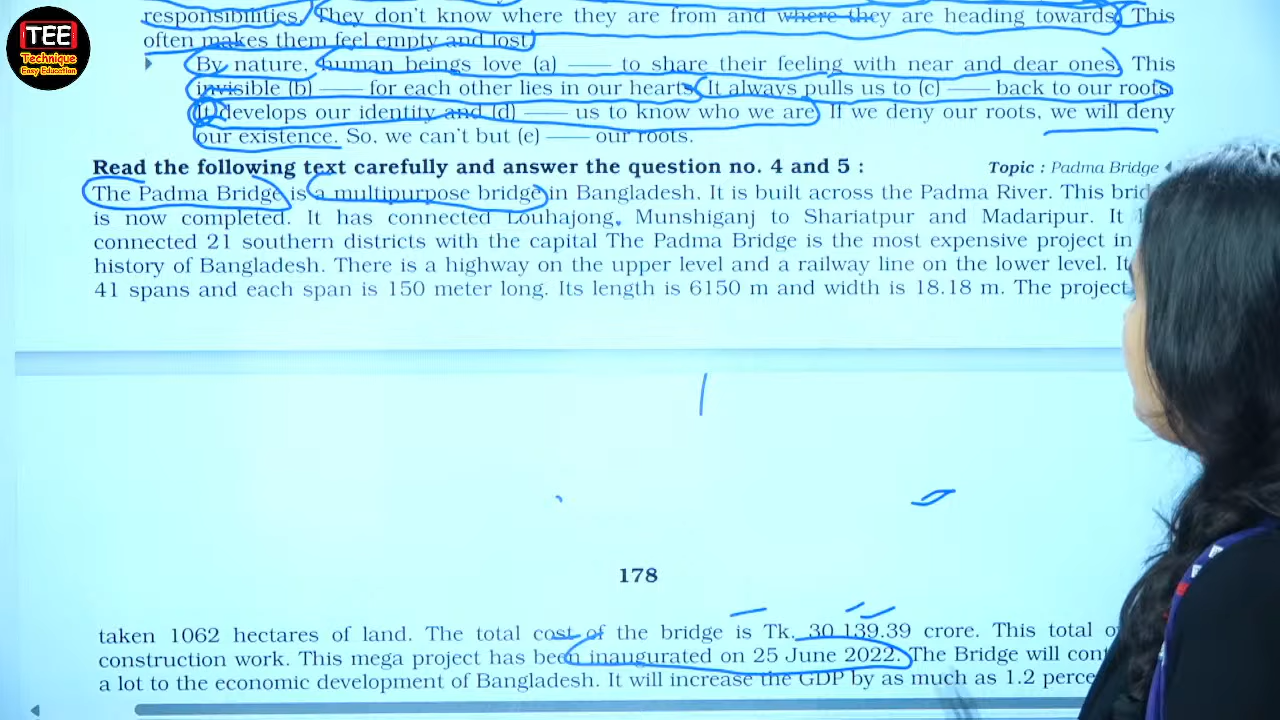 TEE
Technique
Easy Education
responsibilities. They don't know where they are from and where they are heading towards. This
often makes them feel empty and lost.
By nature, human beings love (a) —— to share their feeling with near and dear ones. This
invisible (b) —— for each other lies in our hearts. It always pulls us to (c) —— back to our roots.
It develops our identity and (d) —— us to know who we are. If we deny our roots, we will deny
our existence. So, we can't but (e) —— our roots.
Read the following text carefully and answer the question no. 4 and 5 :
Topic : Padma Bridge
The Padma Bridge is a multipurpose bridge in Bangladesh. It is built across the Padma River. This
is now completed. It has connected Louhajong, Munshiganj to Shariatpur and Madaripur. It
connected 21 southern districts with the capital The Padma Bridge is the most expensive project in
history of Bangladesh. There is a highway on the upper level and a railway line on the lower level. It
41 spans and each span is 150 meter long. Its length is 6150 m and width is 18.18 m. The project
178
taken 1062 hectares of land. The total cost of the bridge is Tk. 30 139.39 crore. This total
construction work. This mega project has been inaugurated on 25 June 2022. The Bridge will
a lot to the economic development of Bangladesh. It will increase the GDP by as much as 1.2